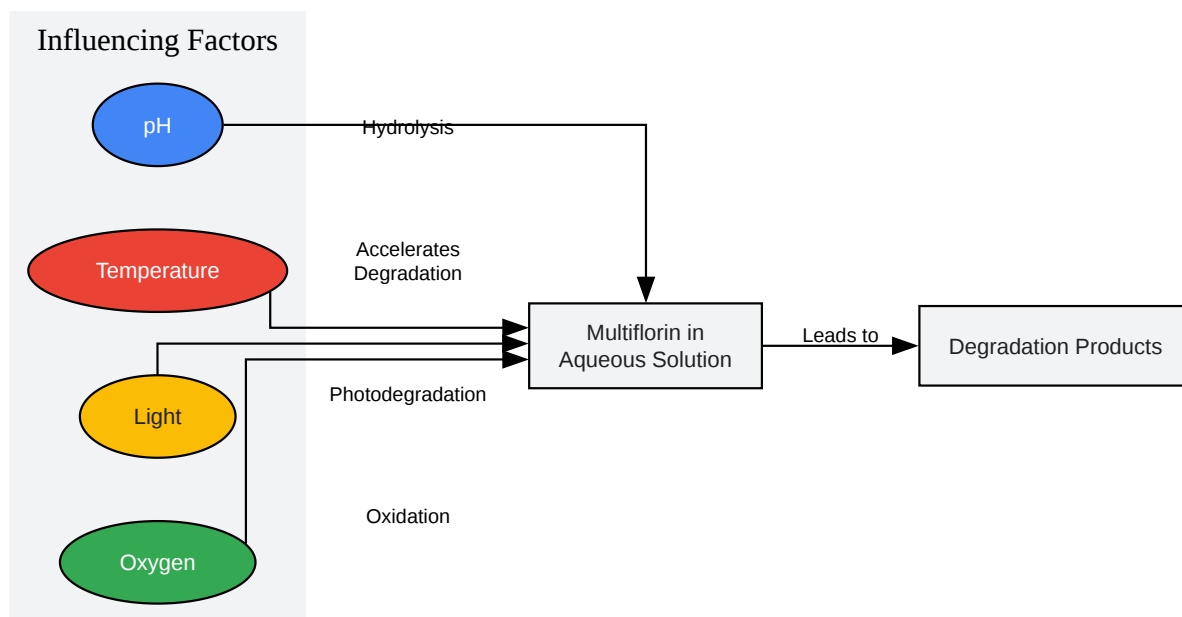 Influencing Factors
pH
Hydrolysis
Temperature
Accelerates
Degradation
Multiflorin in
Aqueous Solution
Leads to
Degradation Products
Light
Photodegradation
Oxygen
Oxidation